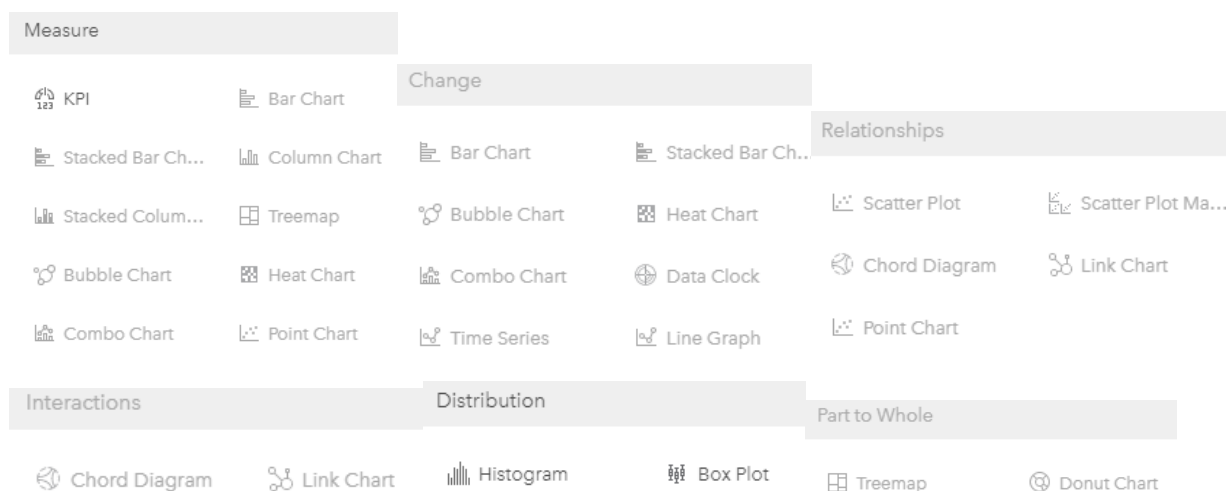 Measure
123 KPI
Bar Chart
Stacked Bar Ch...
Column Chart
Stacked Colum...
Treemap
Bubble Chart
Heat Chart
Combo Chart
Point Chart
Change
Bar Chart
Stacked Bar Ch...
Bubble Chart
Heat Chart
Combo Chart
Data Clock
Time Series
Line Graph
Relationships
Scatter Plot
Scatter Plot Ma...
Chord Diagram
Link Chart
Point Chart
Interactions
Chord Diagram
Link Chart
Distribution
Histogram
Box Plot
Part to Whole
Treemap
Donut Chart